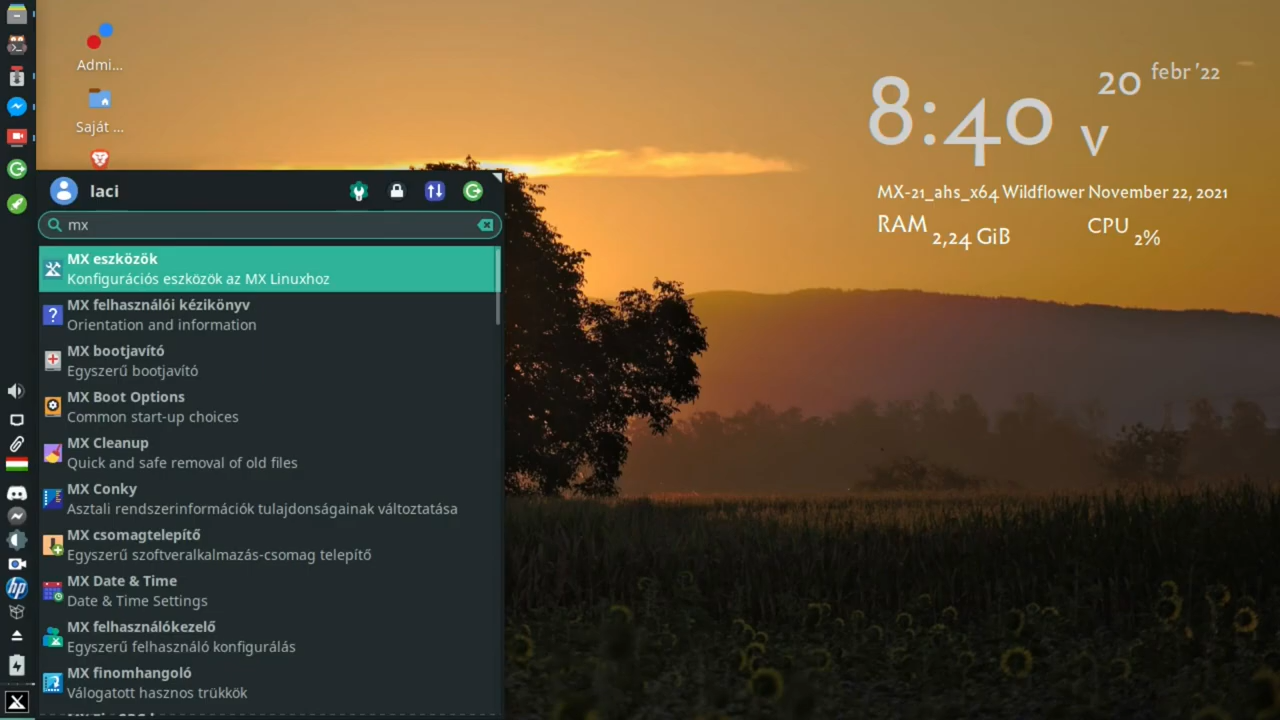 Admi...
Saját ...
8:40
20
febr '22
V
MX-21_ahs_x64 Wildflower November 22, 2021
RAM 2,24 GiB
CPU 2%
laci
mx
MX eszközök
Konfigurációs eszközök az MX Linuxhoz
MX felhasználói kézikönyv
Orientation and information
MX bootjavító
Egyszerű bootjavító
MX Boot Options
Common start-up choices
MX Cleanup
Quick and safe removal of old files
MX Conky
Asztali rendszerinformációk tulajdonságainak változtatása
MX csomagtelepítő
Egyszerű szoftveralkalmazás-csomag telepítő
MX Date & Time
Date & Time Settings
MX felhasználókezelő
Egyszerű felhasználó konfigurálás
MX finomhangoló
Válogatott hasznos trükkök
hp